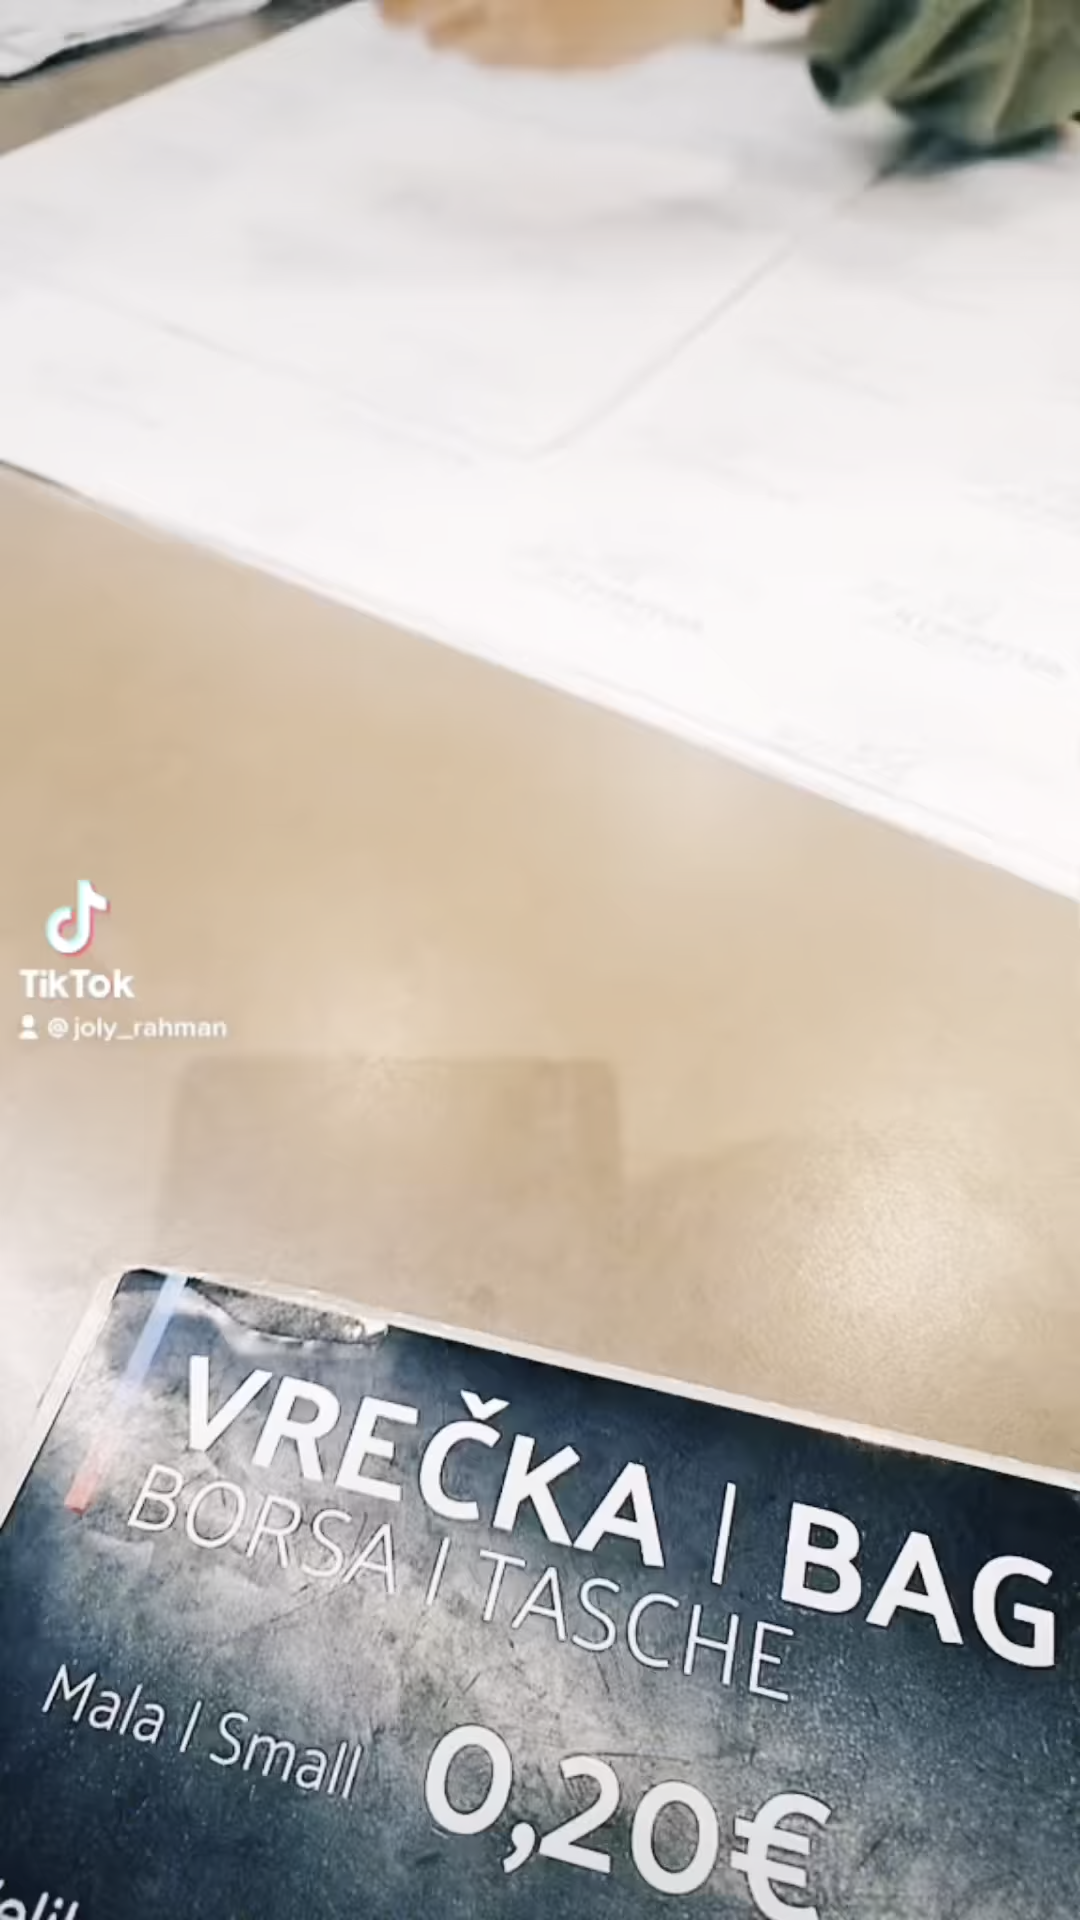 TikTok
@joly_rahman
VREČKA | BAG
BORSA | TASCHE
Mala | Small 0,20€